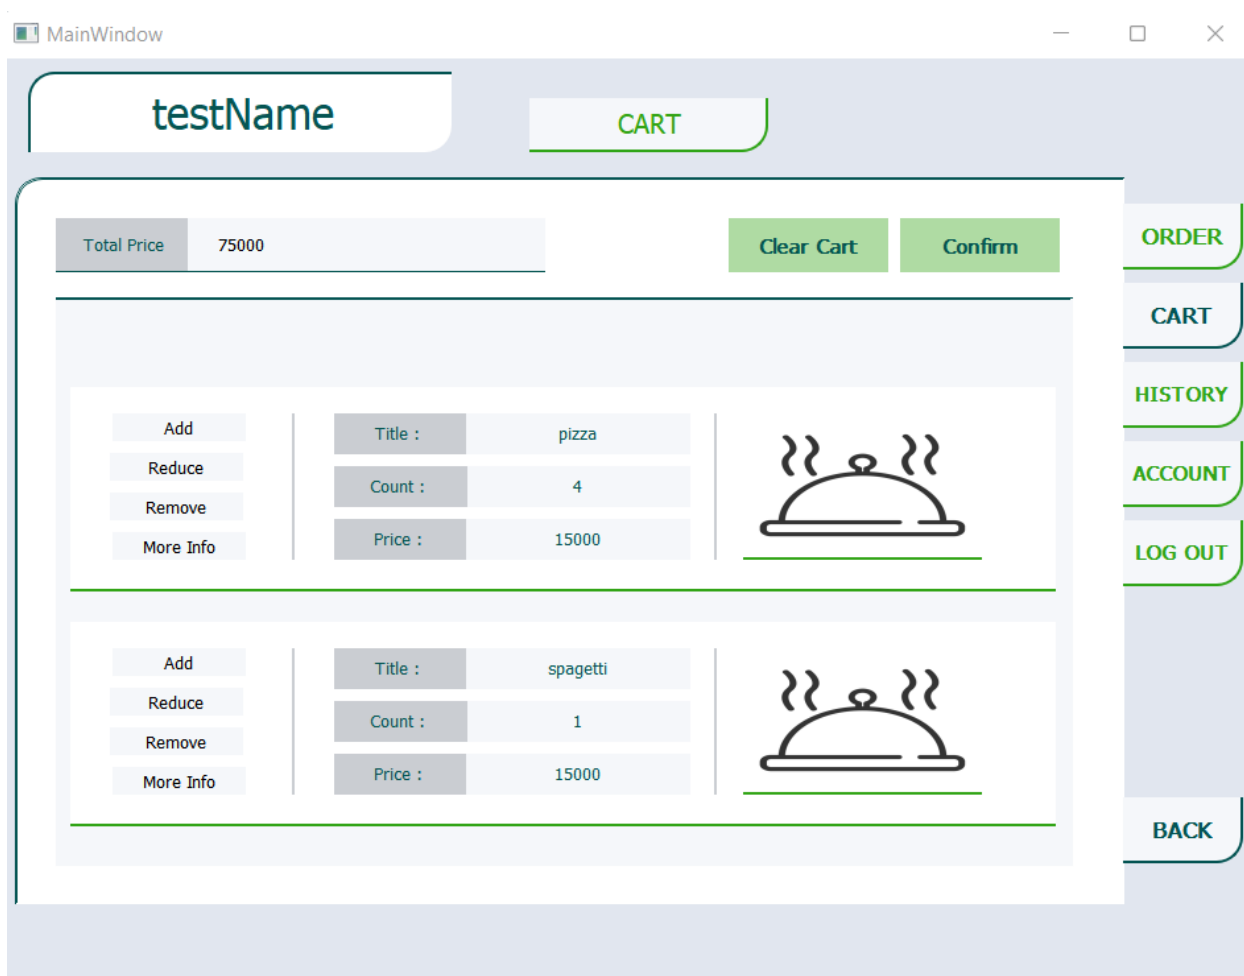 MainWindow
testName
CART
Total Price 75000
Clear Cart
Confirm
Add
Reduce
Remove
More Info
Title : pizza
Count : 4
Price : 15000
Add
Reduce
Remove
More Info
Title : spagetti
Count : 1
Price : 15000
ORDER
CART
HISTORY
ACCOUNT
LOG OUT
BACK